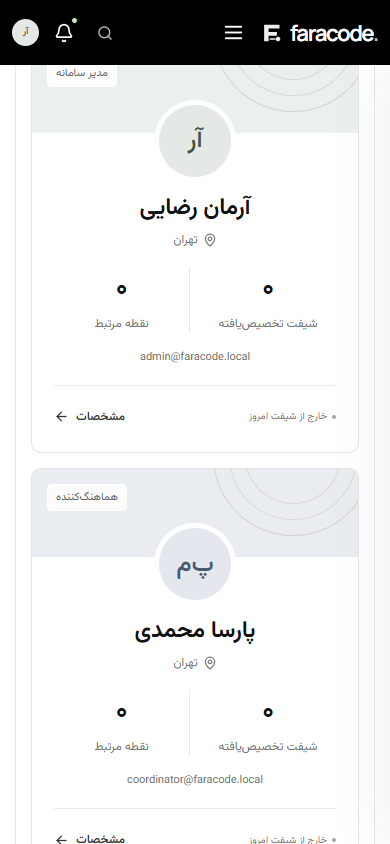 faracode.
آر
مدیر سامانه
آر
آرمان رضایی
تهران
۰
شیفت تخصیص‌یافته
۰
نقطه مرتبط
admin@faracode.local
خارج از شیفت امروز
مشخصات
هماهنگ‌کننده
پ‌م
پارسا محمدی
تهران
۰
شیفت تخصیص‌یافته
۰
نقطه مرتبط
coordinator@faracode.local
خارج از شیفت امروز
مشخصات